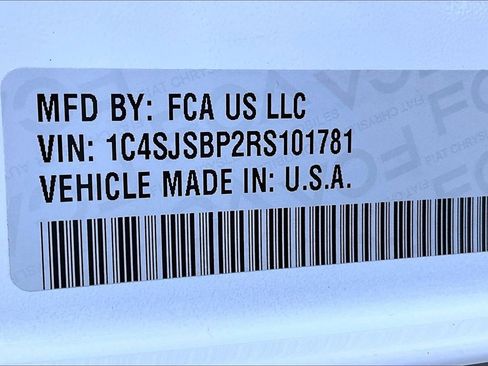 MFD BY: FCA US LLC
VIN: 1C4SJSBP2RS101781
VEHICLE MADE IN: U.S.A.